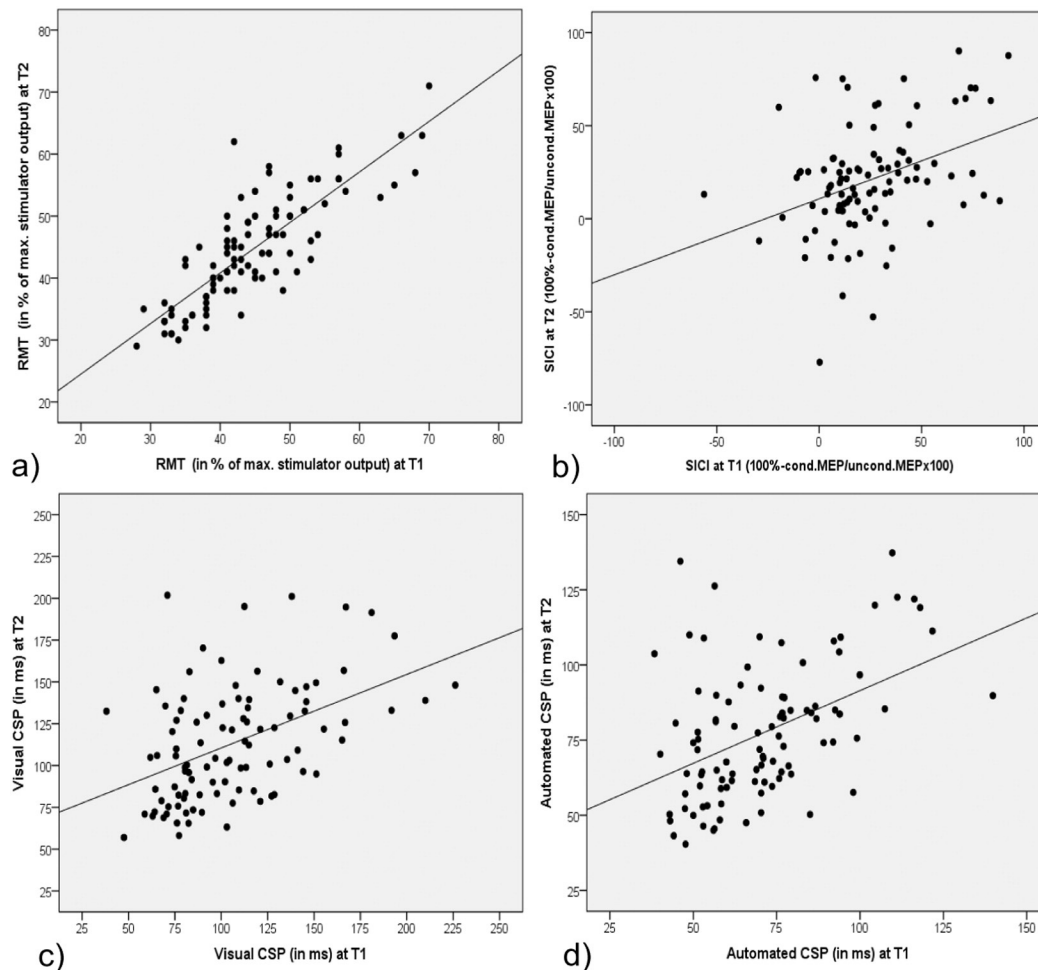 RMT (in % of max. stimulator output) at T2
80
70
60
50
40
30
20
20 30 40 50 60 70 80
a) RMT (in % of max. stimulator output) at T1
SICI at T2 (100%-cond.MEP/uncond.MEPx100)
100
50
0
-50
-100
-100 -50 0 50 100
b) SICI at T1 (100%-cond.MEP/uncond.MEPx100)
Visual CSP (in ms) at T2
250
225
200
175
150
125
100
75
50
25
25 50 75 100 125 150 175 200 225 250
c) Visual CSP (in ms) at T1
Automated CSP (in ms) at T2
150
125
100
75
50
25
25 50 75 100 125 150
d) Automated CSP (in ms) at T1